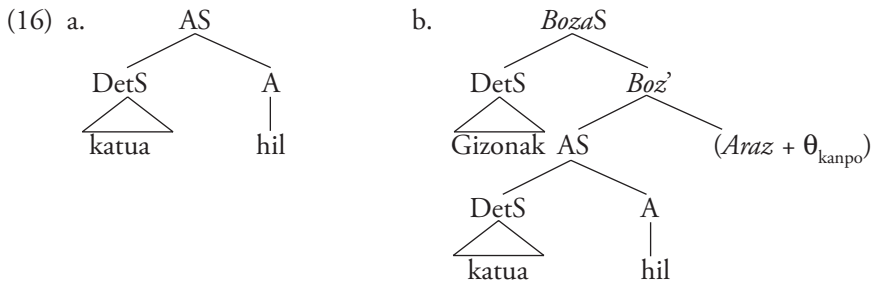 (16) a. AS b. BozaS
DetS A DetS Boz’
katua hil Gizonak AS (Araz + θkanpo)
DetS A
katua hil